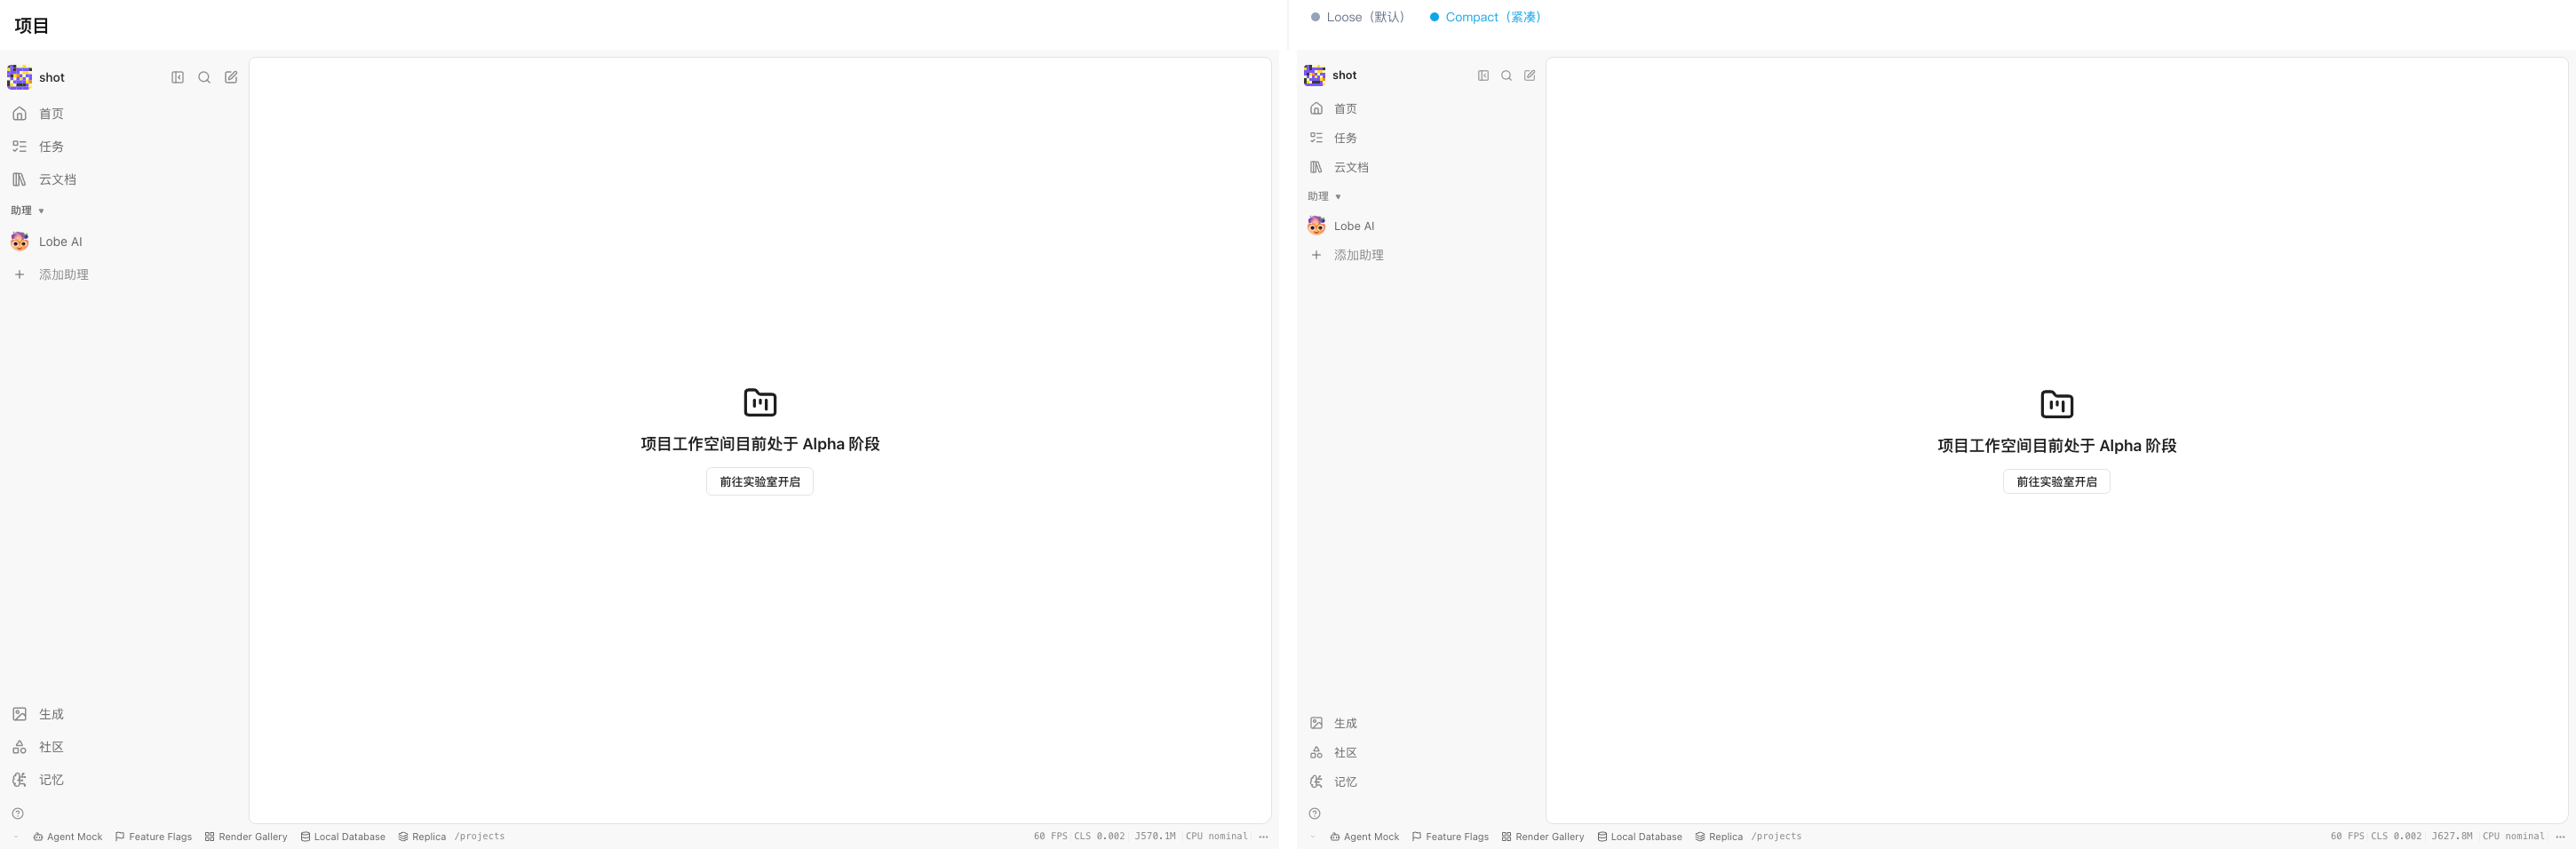 项目
Loose（默认）
Compact（紧凑）
shot
首页
任务
云文档
助理
Lobe AI
添加助理
项目工作空间目前处于 Alpha 阶段
前往实验室开启
生成
社区
记忆
Agent Mock Feature Flags Render Gallery Local Database Replica /projects 60 FPS CLS 0.002 J570.1M CPU nominal
shot
首页
任务
云文档
助理
Lobe AI
添加助理
项目工作空间目前处于 Alpha 阶段
前往实验室开启
生成
社区
记忆
Agent Mock Feature Flags Render Gallery Local Database Replica /projects 60 FPS CLS 0.002 J627.8M CPU nominal